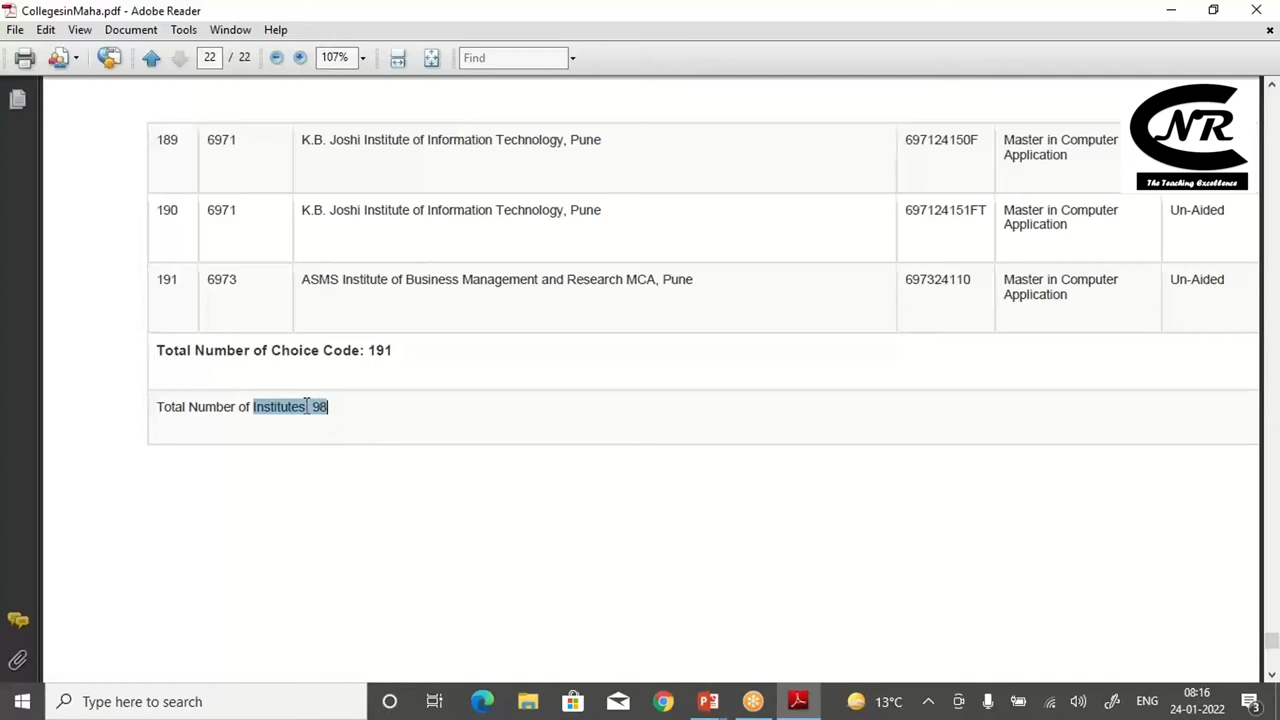 CollegesinMaha.pdf - Adobe Reader
File Edit View Document Tools Window Help
22 / 22 107% Find
189 6971 K.B. Joshi Institute of Information Technology, Pune 697124150F Master in Computer
Application
CNR
The Teaching Excellence
190 6971 K.B. Joshi Institute of Information Technology, Pune 697124151FT Master in Computer Un-Aided
Application
191 6973 ASMS Institute of Business Management and Research MCA, Pune 697324110 Master in Computer Un-Aided
Application
Total Number of Choice Code: 191
Total Number of Institutes 98
Type here to search 13°C ENG 08:16
24-01-2022
3